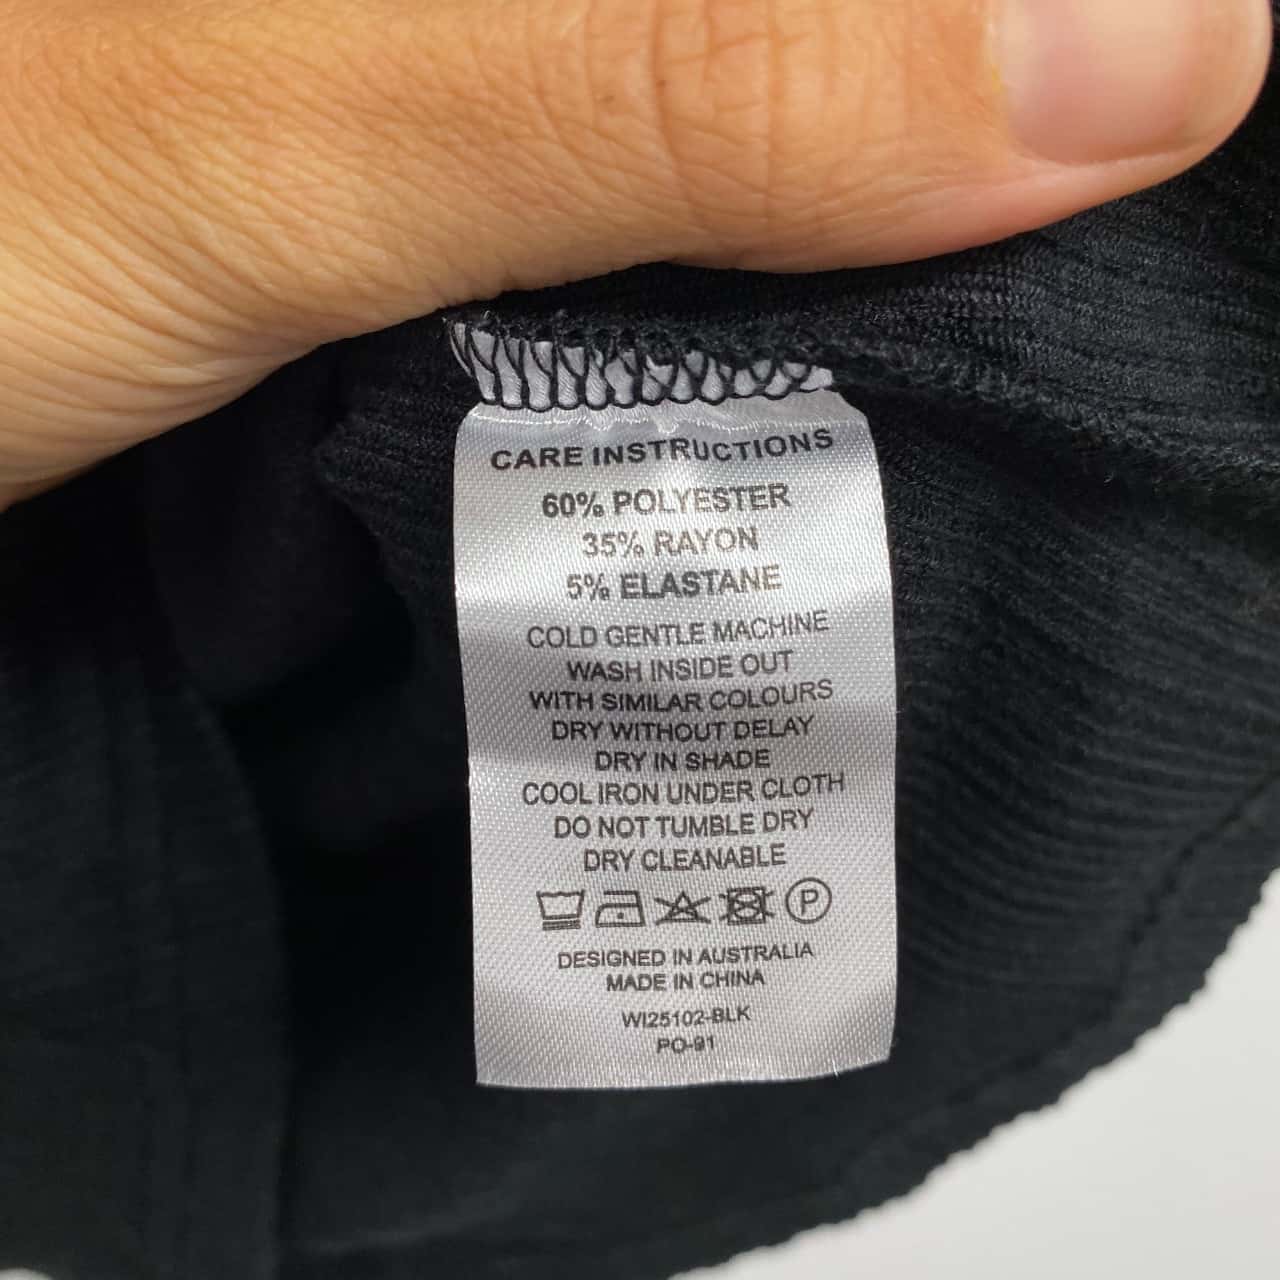 CARE INSTRUCTIONS
60% POLYESTER
35% RAYON
5% ELASTANE
COLD GENTLE MACHINE
WASH INSIDE OUT
WITH SIMILAR COLOURS
DRY WITHOUT DELAY
DRY IN SHADE
COOL IRON UNDER CLOTH
DO NOT TUMBLE DRY
DRY CLEANABLE
P
DESIGNED IN AUSTRALIA
MADE IN CHINA
WI25102-BLK
PO-91